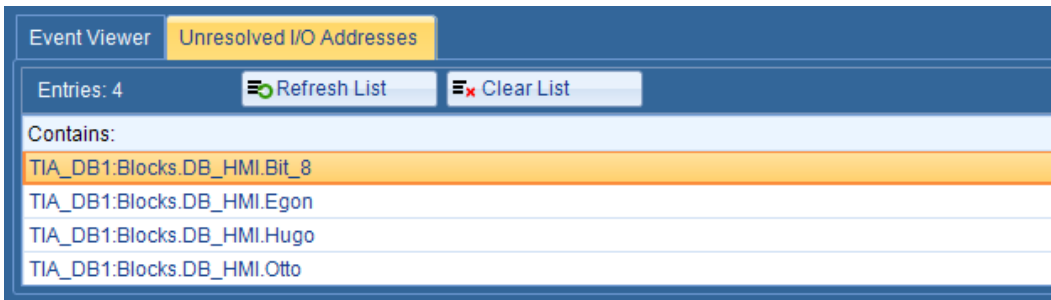 Event Viewer Unresolved I/O Addresses
Entries: 4 Refresh List Clear List
Contains:
TIA_DB1:Blocks.DB_HMI.Bit_8
TIA_DB1:Blocks.DB_HMI.Egon
TIA_DB1:Blocks.DB_HMI.Hugo
TIA_DB1:Blocks.DB_HMI.Otto